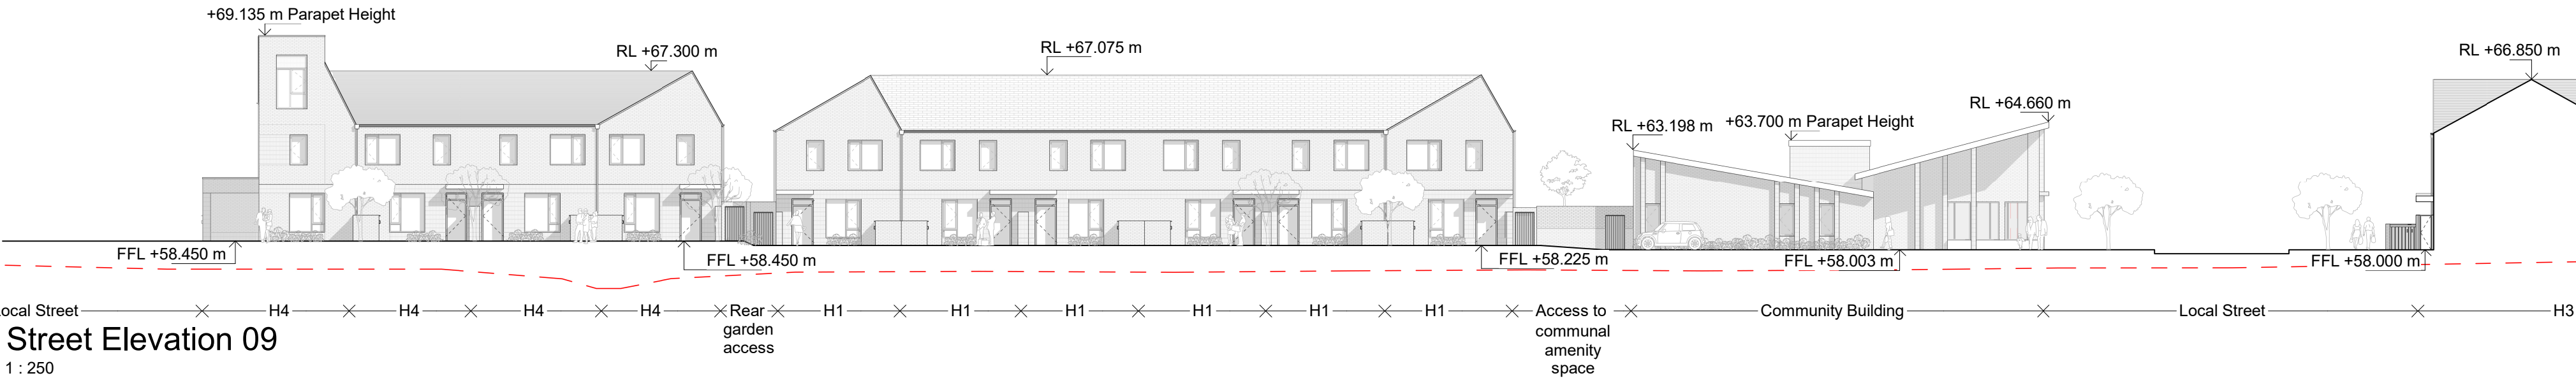 +69.135 m Parapet Height
RL +67.300 m
RL +67.075 m
RL +63.198 m
+63.700 m Parapet Height
RL +64.660 m
RL +66.850 m
FFL +58.450 m
FFL +58.450 m
FFL +58.225 m
FFL +58.003 m
FFL +58.000 m
ocal Street
H4
H4
H4
H4
Rear
garden
access
H1
H1
H1
H1
H1
H1
Access to
communal
amenity
space
Community Building
Local Street
H3
Street Elevation 09
1 : 250